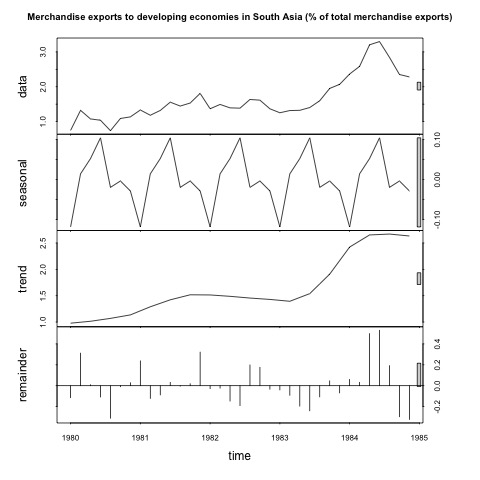 Merchandise exports to developing economies in South Asia (% of total merchandise exports)
data
1.0 2.0 3.0
seasonal
-0.10 0.00 0.10
trend
1.0 1.5 2.0 2.5
remainder
-0.2 0.0 0.2 0.4
1980 1981 1982 1983 1984 1985
time